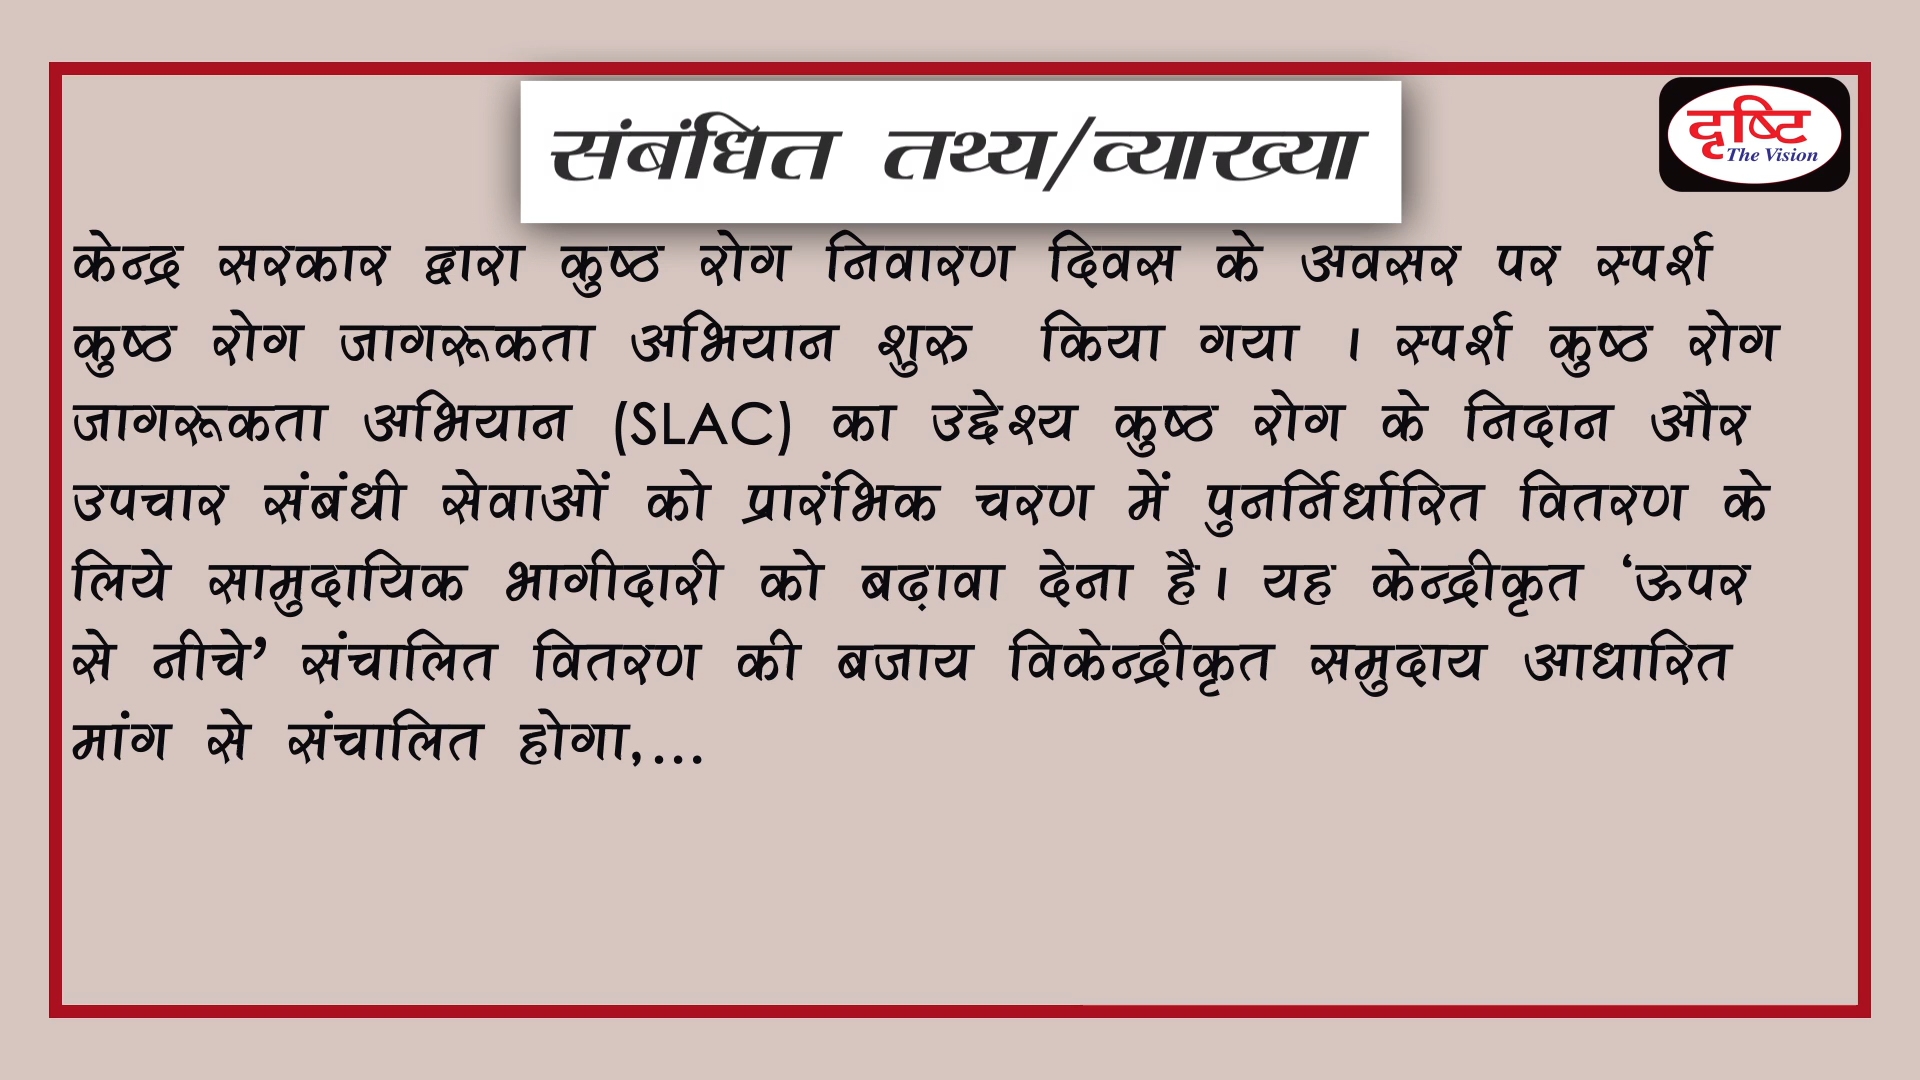 संबंधित तथ्य/व्याख्या
दृष्टि
The Vision
केन्द्र सरकार द्वारा कुष्ठ रोग निवारण दिवस के अवसर पर स्पर्श
कुष्ठ रोग जागरूकता अभियान शुरु किया गया । स्पर्श कुष्ठ रोग
जागरूकता अभियान (SLAC) का उद्देश्य कुष्ठ रोग के निदान और
उपचार संबंधी सेवाओं को प्रारंभिक चरण में पुनर्निर्धारित वितरण के
लिये सामुदायिक भागीदारी को बढ़ावा देना है। यह केन्द्रीकृत ‘ऊपर
से नीचे’ संचालित वितरण की बजाय विकेन्द्रीकृत समुदाय आधारित
मांग से संचालित होगा,...